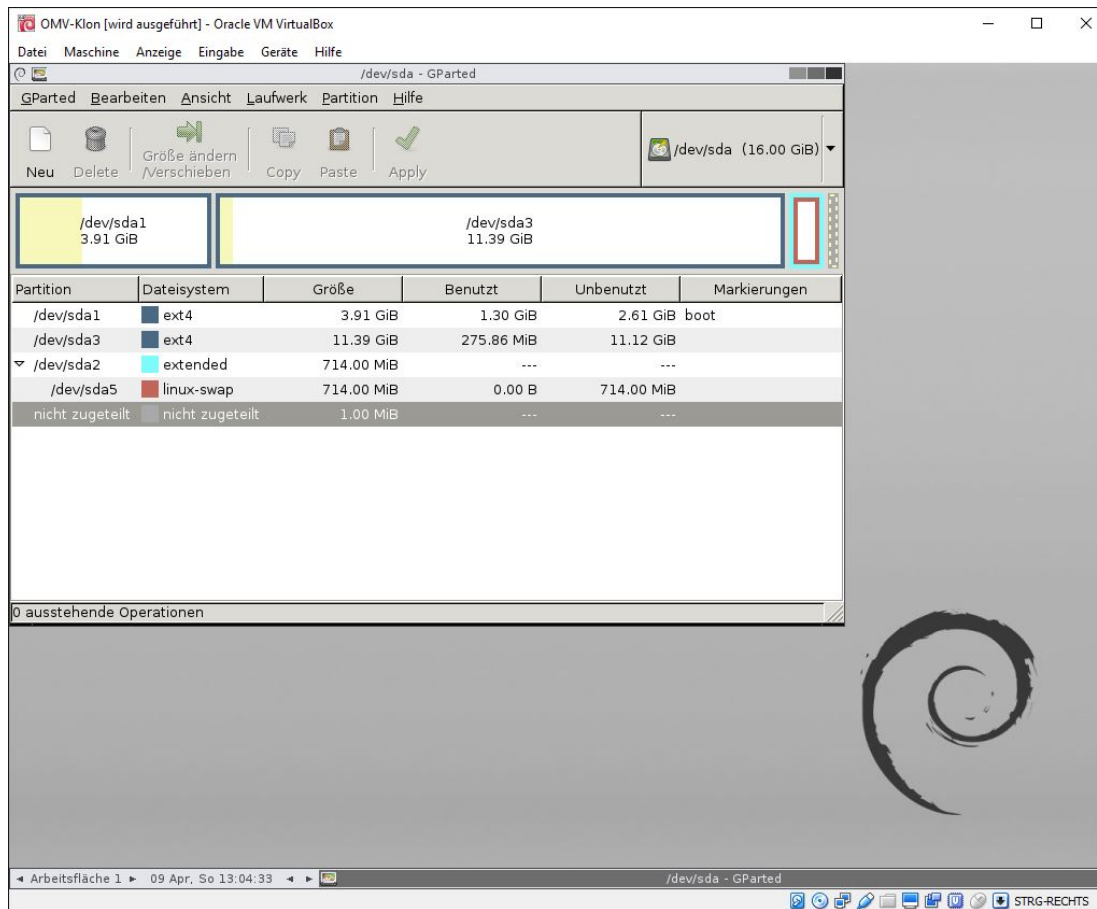 OMV-Klon [wird ausgeführt] - Oracle VM VirtualBox
Datei Maschine Anzeige Eingabe Geräte Hilfe
/dev/sda - GParted
GParted Bearbeiten Ansicht Laufwerk Partition Hilfe
Neu Delete Größe ändern /Verschieben Copy Paste Apply /dev/sda (16.00 GiB)
/dev/sda1 /dev/sda3
3.91 GiB 11.39 GiB
Partition Dateisystem Größe Benutzt Unbenutzt Markierungen
/dev/sda1 ext4 3.91 GiB 1.30 GiB 2.61 GiB boot
/dev/sda3 ext4 11.39 GiB 275.86 MiB 11.12 GiB
/dev/sda2 extended 714.00 MiB --- ---
/dev/sda5 linux-swap 714.00 MiB 0.00 B 714.00 MiB
nicht zugeteilt nicht zugeteilt 1.00 MiB --- ---
0 ausstehende Operationen
Arbeitsfläche 1 09 Apr, So 13:04:33 /dev/sda - GParted
STRG-RECHTS